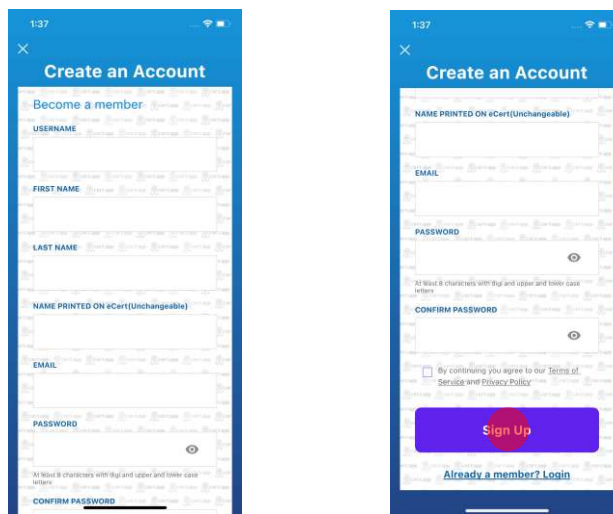 1:37
Create an Account
Become a member
USERNAME
FIRST NAME
LAST NAME
NAME PRINTED ON eCert(Unchangeable)
EMAIL
PASSWORD
At least 8 characters with digi and upper and lower case
letters
CONFIRM PASSWORD
1:37
Create an Account
NAME PRINTED ON eCert(Unchangeable)
EMAIL
PASSWORD
At least 8 characters with digi and upper and lower case
letters
CONFIRM PASSWORD
By continuing you agree to our Terms of
Service and Privacy Policy
Sign Up
Already a member? Login